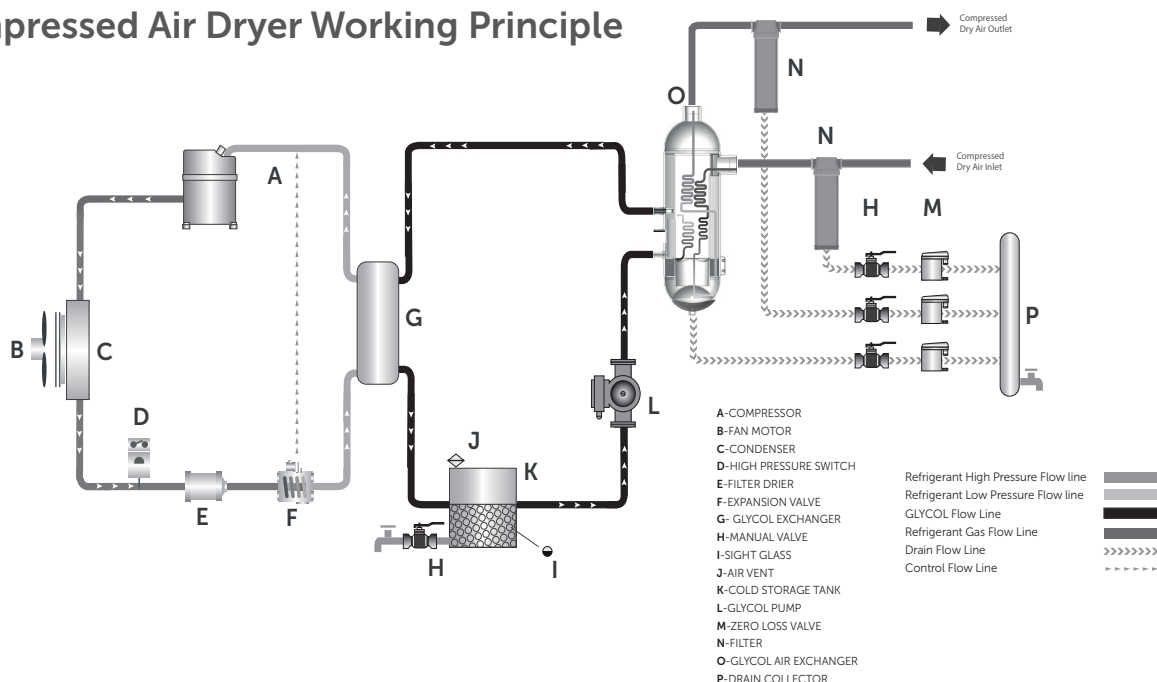 mpressed Air Dryer Working Principle
Compressed
Dry Air Outlet
N
O
N
Compressed
Dry Air Inlet
A
H M
G
P
B C
D
L
J
K
E F
H
I
A-COMPRESSOR
B-FAN MOTOR
C-CONDENSER
D-HIGH PRESSURE SWITCH
E-FILTER DRIER
F-EXPANSION VALVE
G- GLYCOL EXCHANGER
H-MANUAL VALVE
I-SIGHT GLASS
J-AIR VENT
K-COLD STORAGE TANK
L-GLYCOL PUMP
M-ZERO LOSS VALVE
N-FILTER
O-GLYCOL AIR EXCHANGER
P-DRAIN COLLECTOR
Refrigerant High Pressure Flow line
Refrigerant Low Pressure Flow line
GLYCOL Flow Line
Refrigerant Gas Flow Line
Drain Flow Line
Control Flow Line